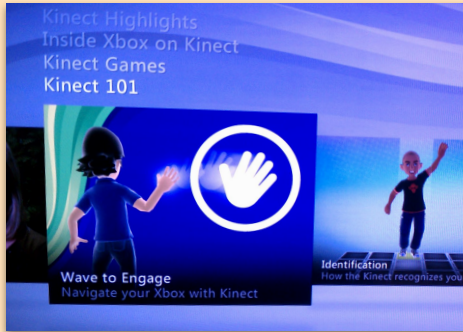 Kinect Highlights
Inside Xbox on Kinect
Kinect Games
Kinect 101
Wave to Engage
Navigate your Xbox with Kinect
Identification
How the Kinect recognizes you